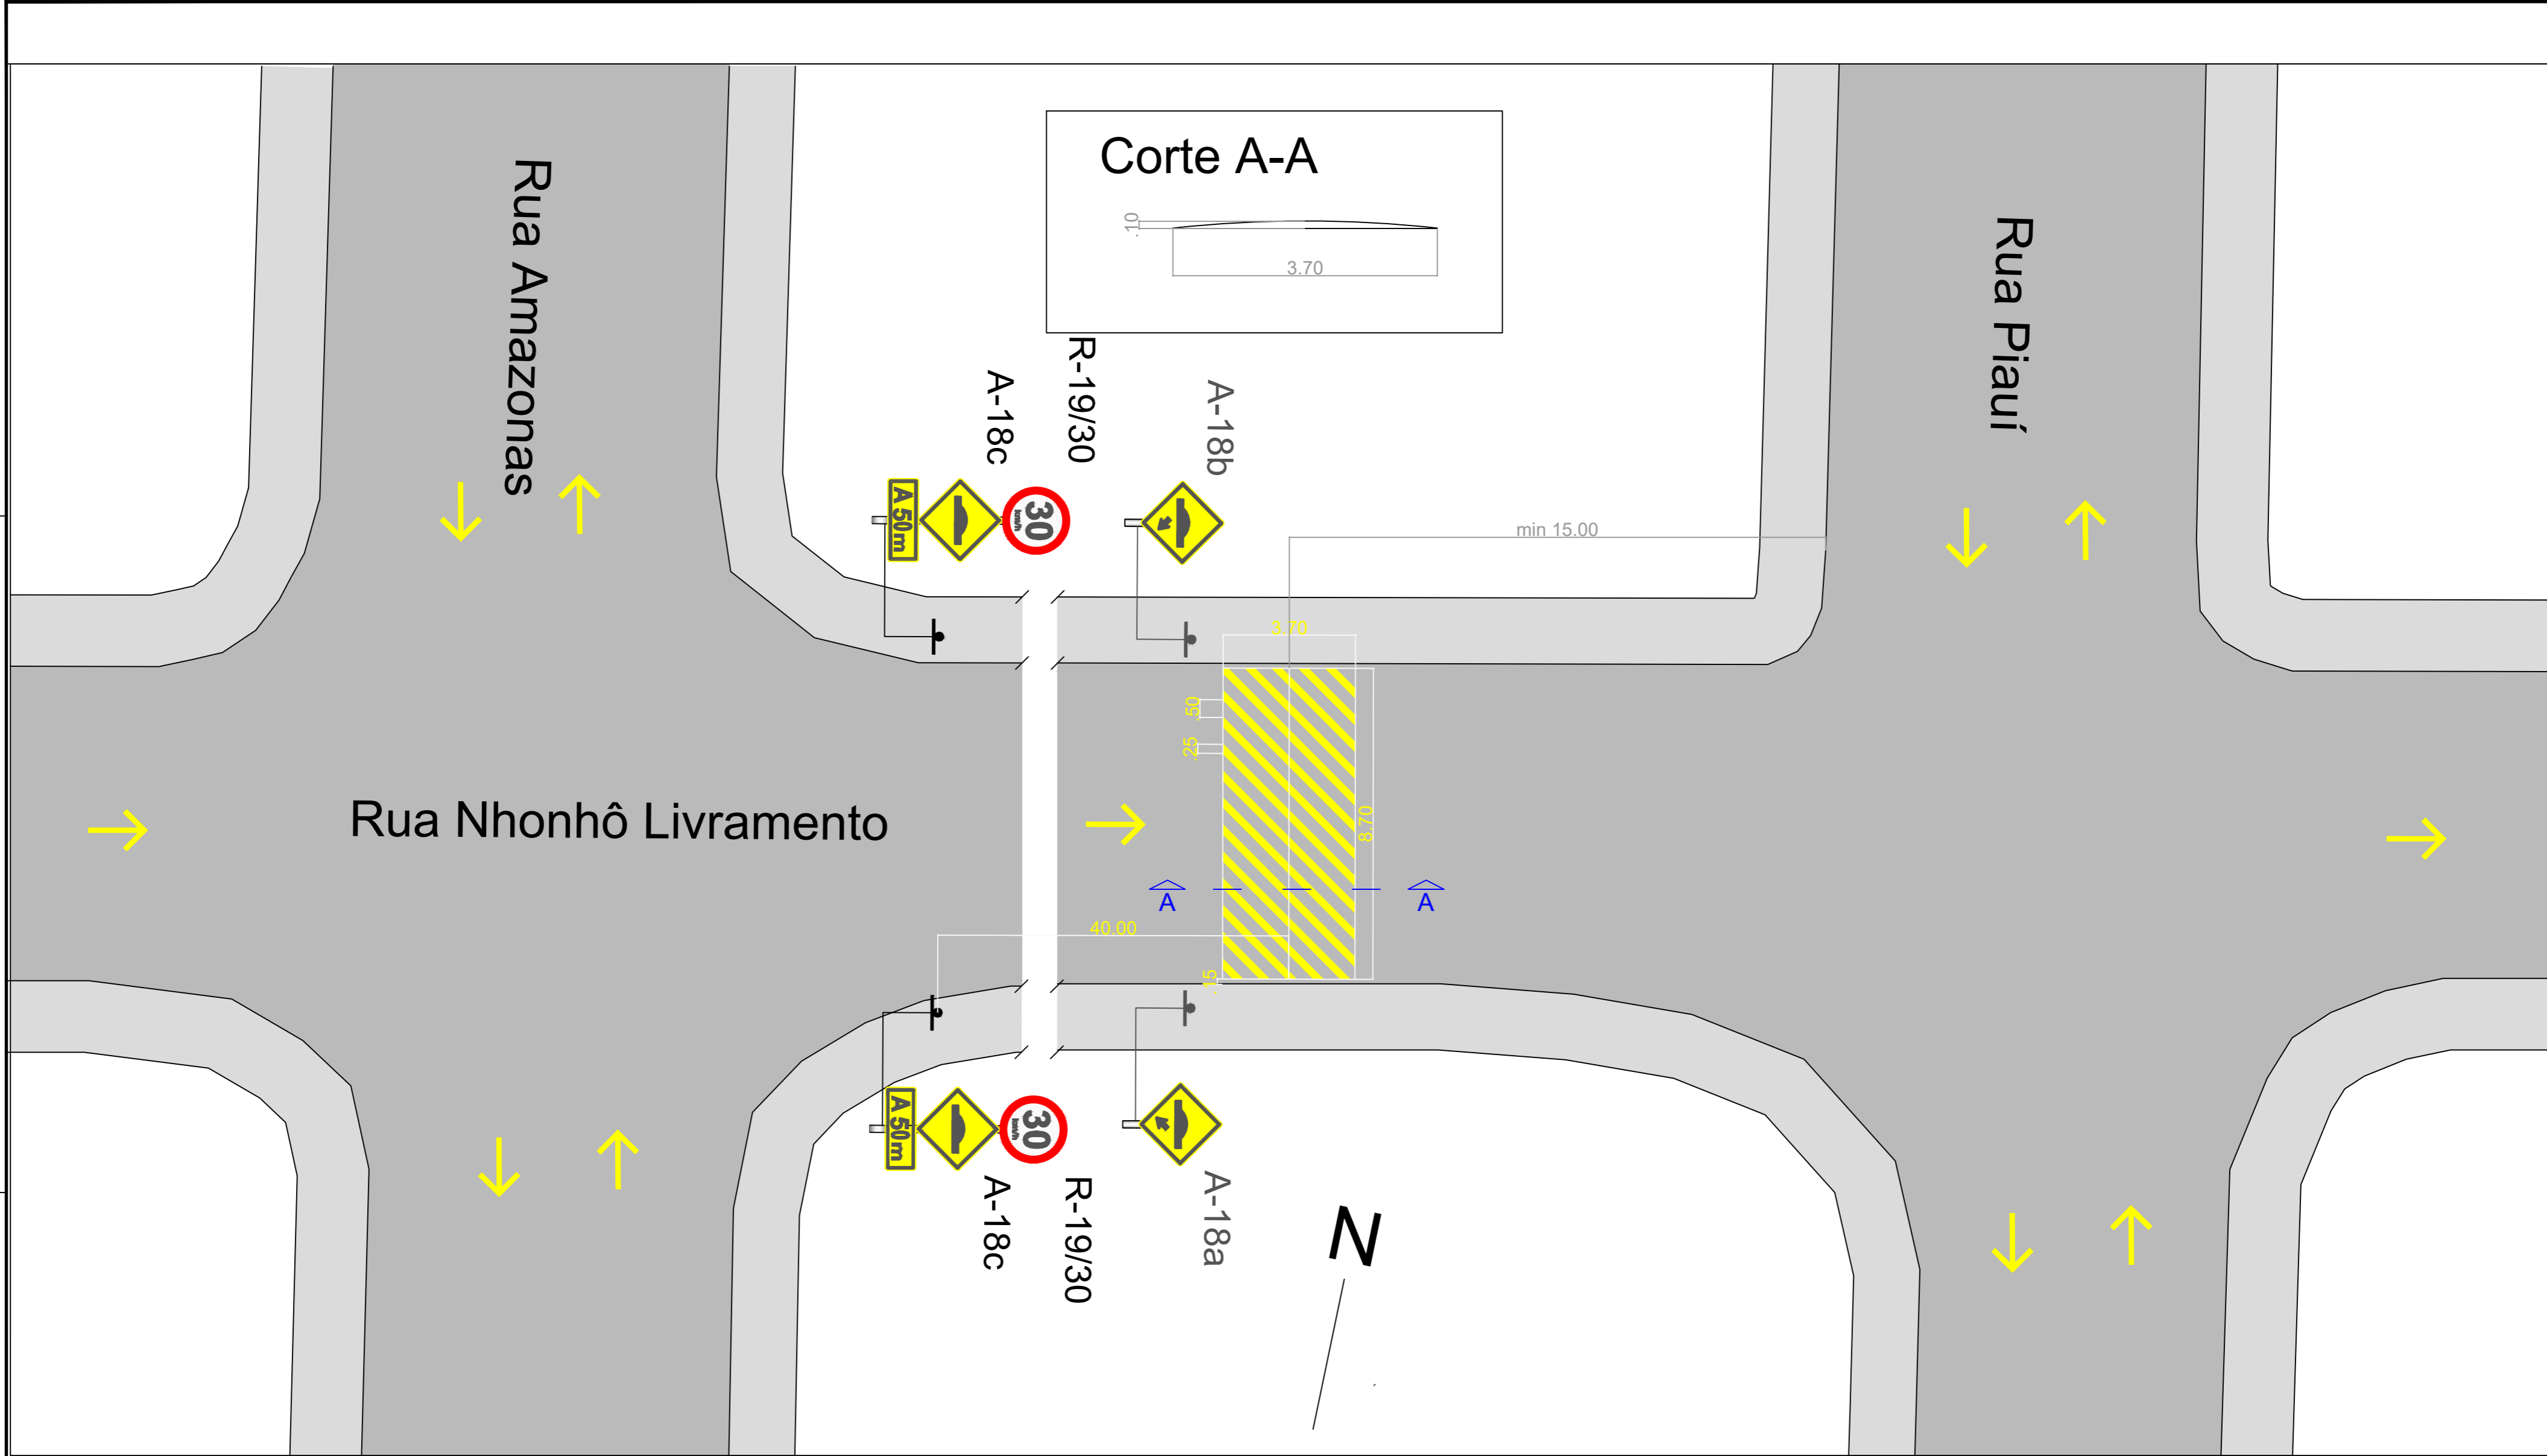 Corte A-A
.10
3.70
Rua Amazonas
Rua Piauí
R-19/30
A-18c
A-18b
A 50m
30
km/h
min 15.00
3.70
.50
.25
8.70
Rua Nhonhô Livramento
A
A
40.00
.15
A 50m
30
km/h
A-18c
R-19/30
A-18a
N